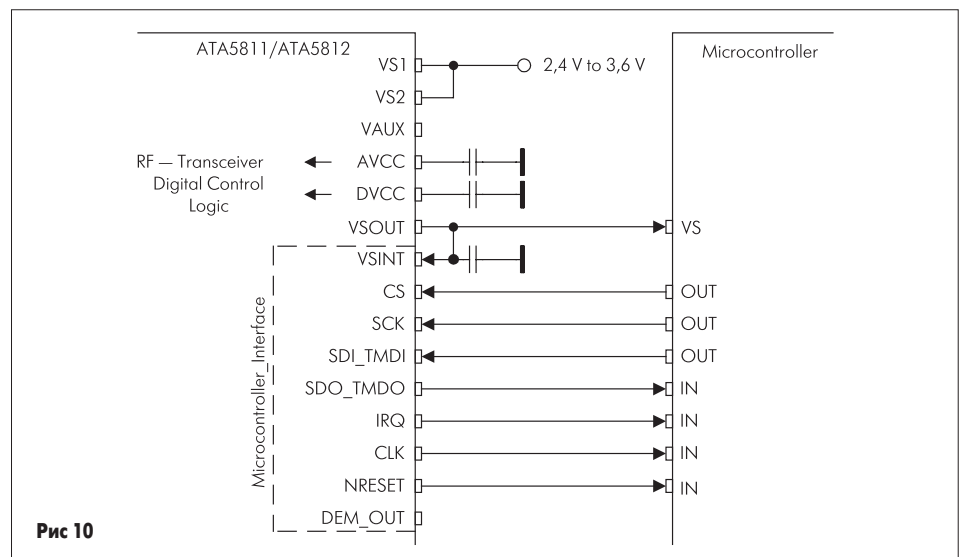 ATA5811/ATA5812
Microcontroller
VS1
2,4 V to 3,6 V
VS2
VAUX
RF — Transceiver
Digital Control
Logic
AVCC
DVCC
VSOUT
VS
VSINT
CS
OUT
SCK
OUT
SDI_TMDI
OUT
SDO_TMDO
IN
IRQ
IN
CLK
IN
NRESET
IN
DEM_OUT
Microcontroller_Interface
Рис 10